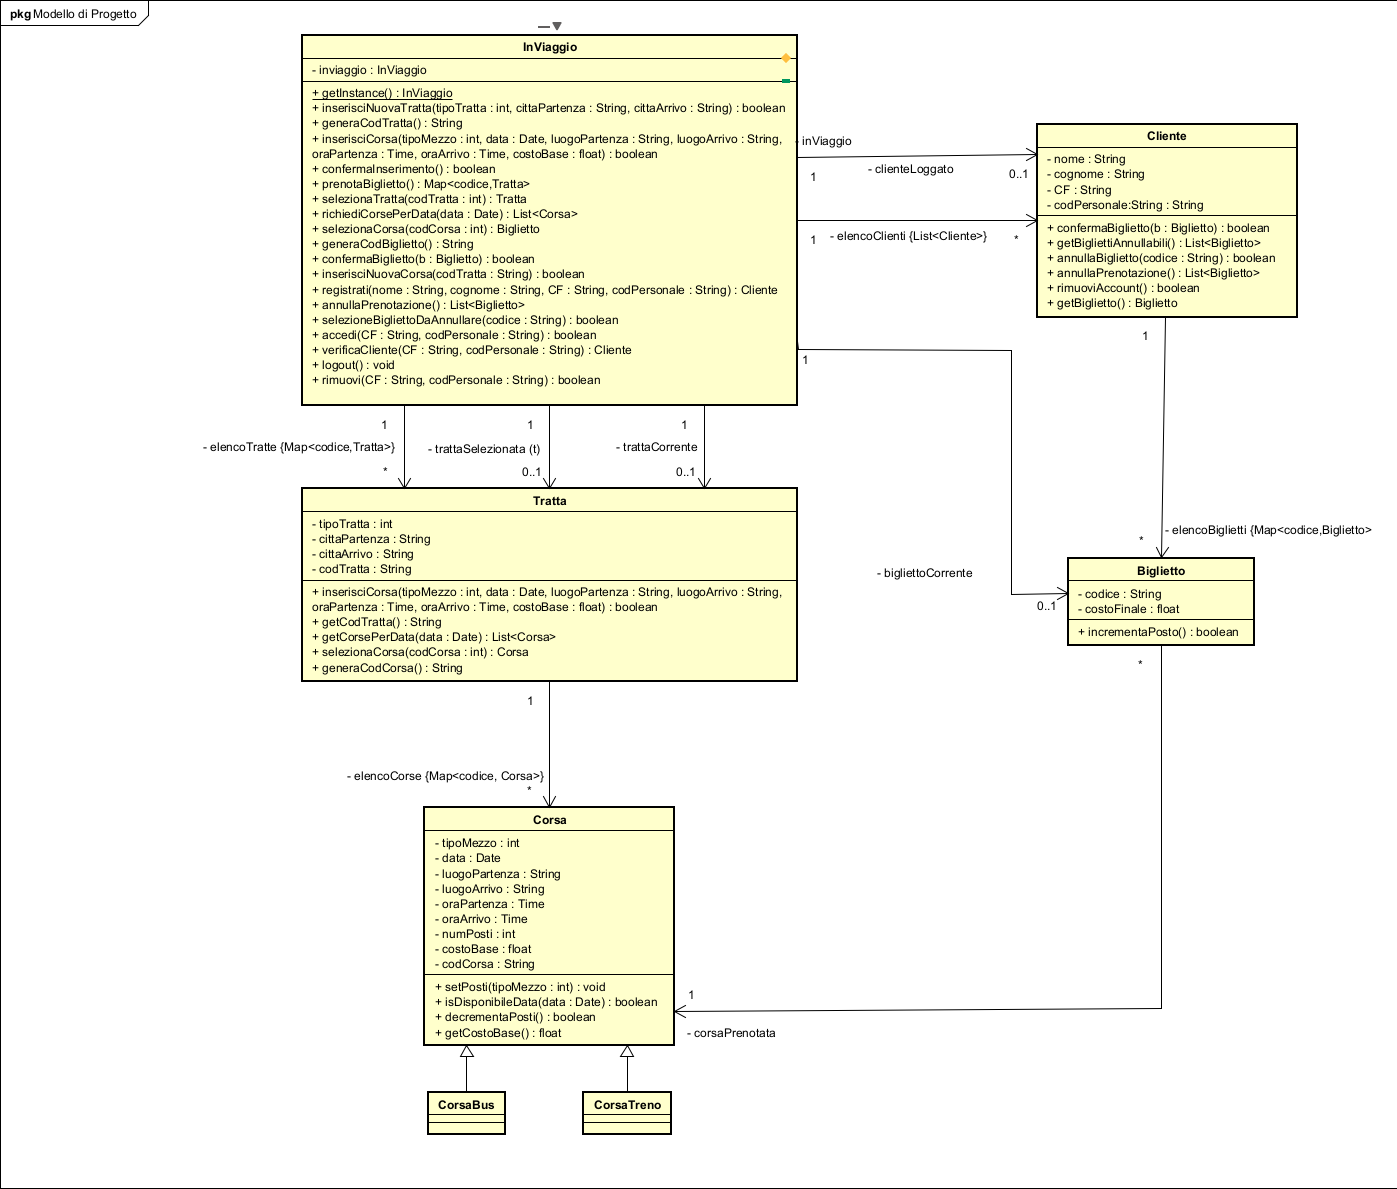 pkg Modello di Progetto
InViaggio
- inviaggio : InViaggio
+ getInstance() : InViaggio
+ inserisciNuovaTratta(tipoTratta : int, cittaPartenza : String, cittaArrivo : String) : boolean
+ generaCodTratta() : String
+ inserisciCorsa(tipoMezzo : int, data : Date, luogoPartenza : String, luogoArrivo : String,
oraPartenza : Time, oraArrivo : Time, costoBase : float) : boolean
+ confermaInserimento() : boolean
+ prenotaBiglietto() : Map<codice,Tratta>
+ selezionaTratta(codTratta : int) : Tratta
+ richiediCorsePerData(data : Date) : List<Corsa>
+ selezionaCorsa(codCorsa : int) : Biglietto
+ generaCodBiglietto() : String
+ confermaBiglietto(b : Biglietto) : boolean
+ inserisciNuovaCorsa(codTratta : String) : boolean
+ registrati(nome : String, cognome : String, CF : String, codPersonale : String) : Cliente
+ annullaPrenotazione() : List<Biglietto>
+ selezioneBigliettoDaAnnullare(codice : String) : boolean
+ accedi(CF : String, codPersonale : String) : boolean
+ verificaCliente(CF : String, codPersonale : String) : Cliente
+ logout() : void
+ rimuovi(CF : String, codPersonale : String) : boolean
- inViaggio
1
- clienteLoggato
0..1
1
- elencoClienti {List<Cliente>}
*
Cliente
- nome : String
- cognome : String
- CF : String
- codPersonale:String : String
+ confermaBiglietto(b : Biglietto) : boolean
+ getBigliettiAnnullabili() : List<Biglietto>
+ annullaBiglietto(codice : String) : boolean
+ annullaPrenotazione() : List<Biglietto>
+ rimuoviAccount() : boolean
+ getBiglietto() : Biglietto
1
1
1
- elencoTratte {Map<codice,Tratta>}
*
1
- trattaSelezionata (t)
0..1
1
- trattaCorrente
0..1
Tratta
- tipoTratta : int
- cittaPartenza : String
- cittaArrivo : String
- codTratta : String
+ inserisciCorsa(tipoMezzo : int, data : Date, luogoPartenza : String, luogoArrivo : String,
oraPartenza : Time, oraArrivo : Time, costoBase : float) : boolean
+ getCodTratta() : String
+ getCorsePerData(data : Date) : List<Corsa>
+ selezionaCorsa(codCorsa : int) : Corsa
+ generaCodCorsa() : String
- elencoBiglietti {Map<codice,Biglietto>
*
- bigliettoCorrente
0..1
Biglietto
- codice : String
- costoFinale : float
+ incrementaPosto() : boolean
*
1
- elencoCorse {Map<codice, Corsa>}
*
Corsa
- tipoMezzo : int
- data : Date
- luogoPartenza : String
- luogoArrivo : String
- oraPartenza : Time
- oraArrivo : Time
- numPosti : int
- costoBase : float
- codCorsa : String
+ setPosti(tipoMezzo : int) : void
+ isDisponibileData(data : Date) : boolean
+ decrementaPosti() : boolean
+ getCostoBase() : float
1
- corsaPrenotata
CorsaBus
CorsaTreno